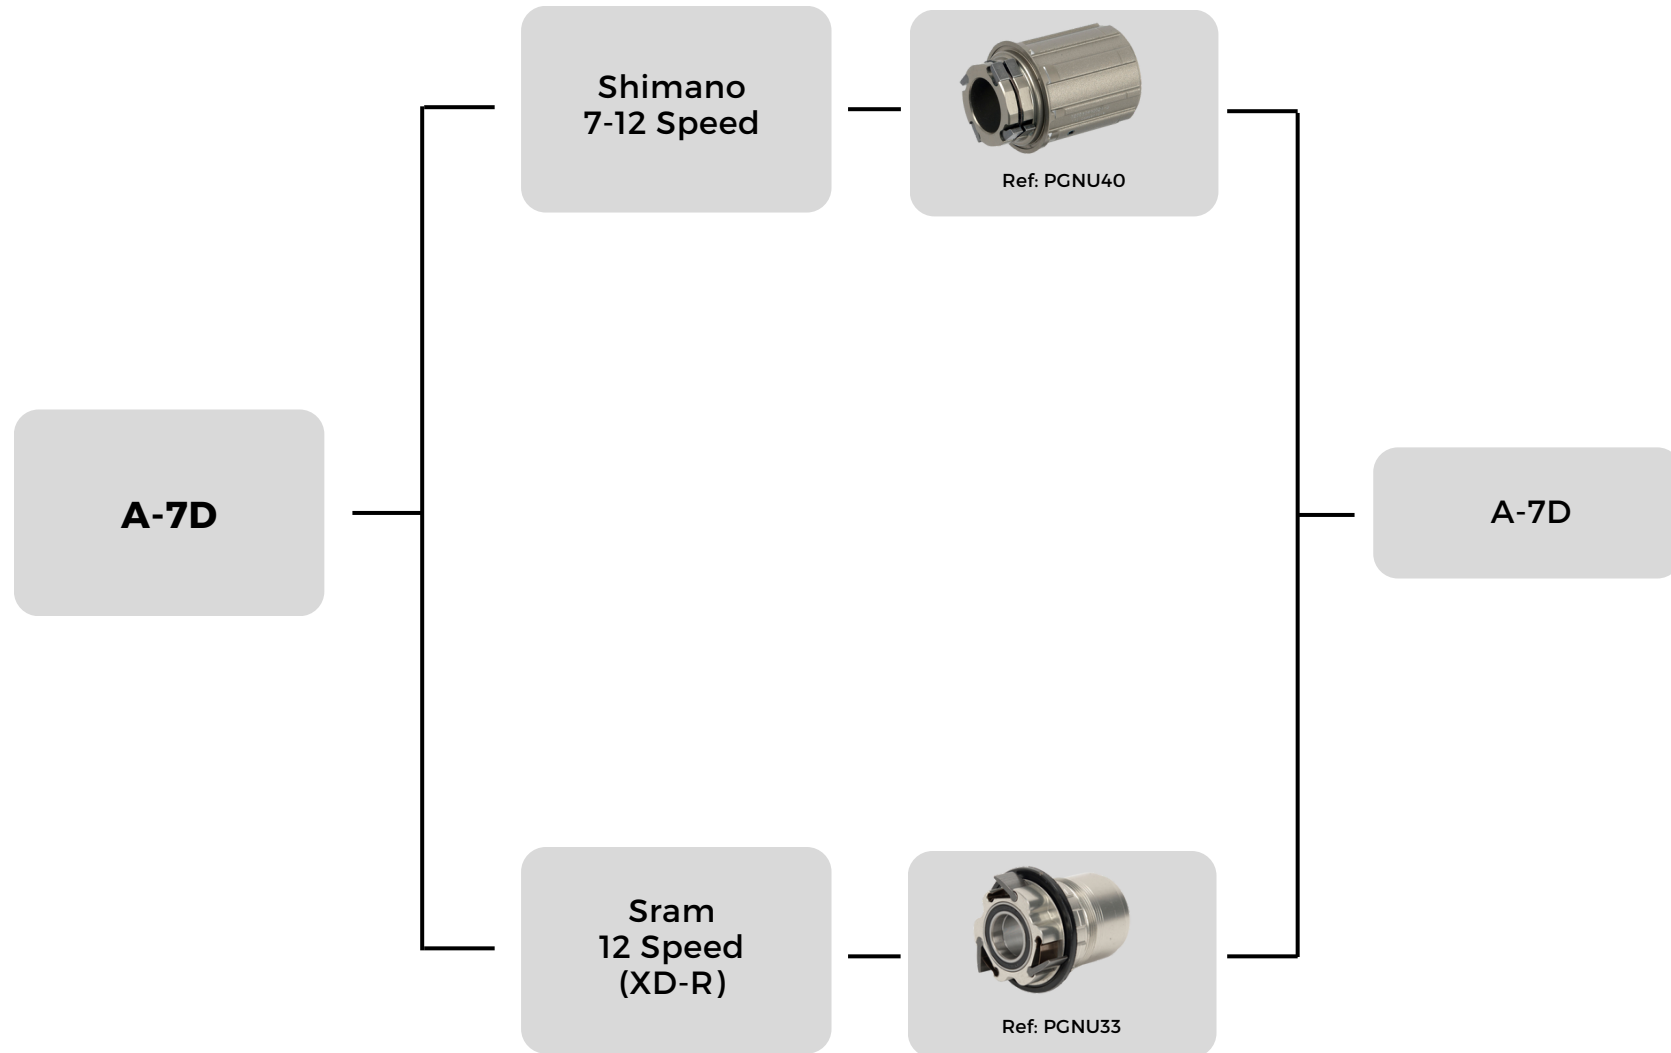 Shimano
7-12 Speed
Ref: PGNU40
A-7D
A-7D
Sram
12 Speed
(XD-R)
Ref: PGNU33